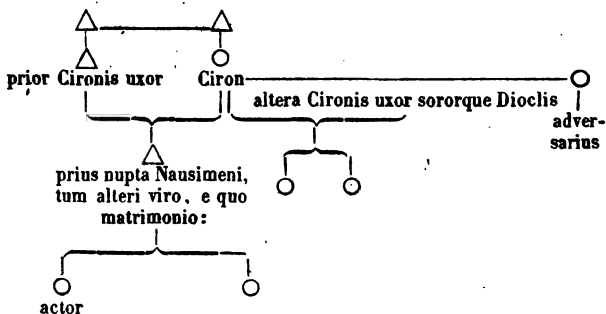 prior Cironis uxor Ciron
altera Cironis uxor sororque Dioclis
adver-
sarius
prius nupta Nausimeni,
tum alteri viro, e quo
matrimonio:
actor